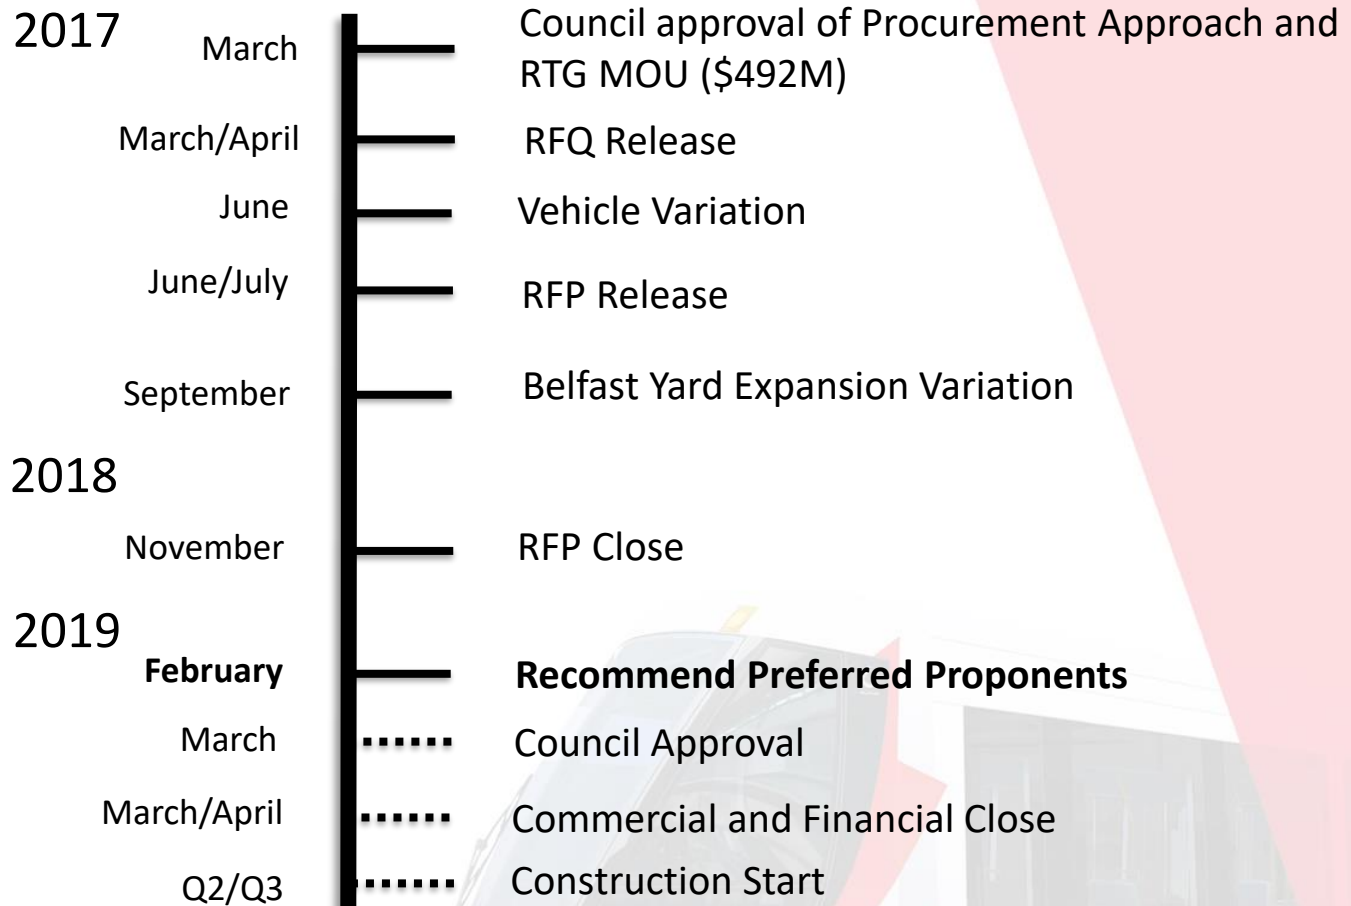 2017
March
Council approval of Procurement Approach and
RTG MOU ($492M)
March/April
RFQ Release
June
Vehicle Variation
June/July
RFP Release
September
Belfast Yard Expansion Variation
2018
November
RFP Close
2019
February
Recommend Preferred Proponents
March
Council Approval
March/April
Commercial and Financial Close
Q2/Q3
Construction Start